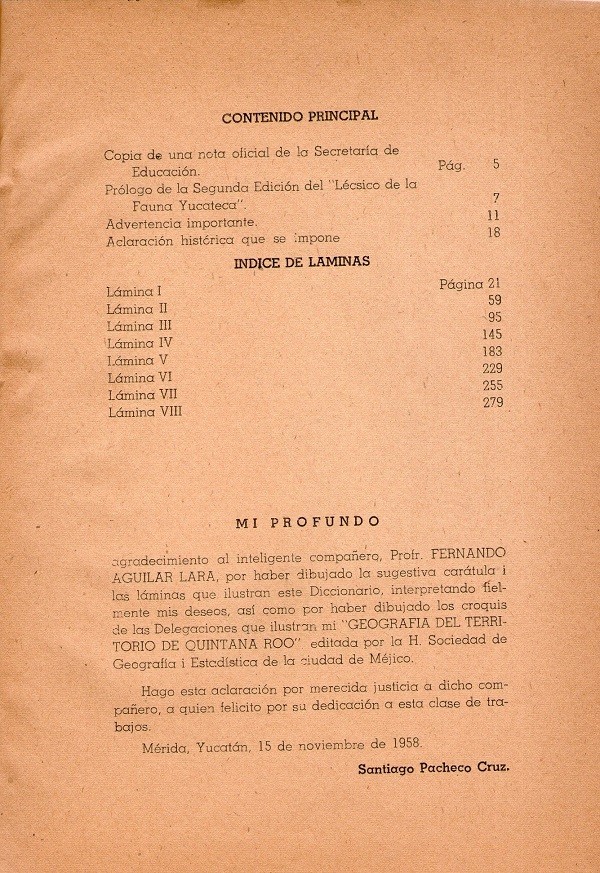 CONTENIDO PRINCIPAL
Copia de una nota oficial de la Secretaría de
Educación. Pág. 5
Prólogo de la Segunda Edición del "Lécsico de la
Fauna Yucateca". 7
Advertencia importante. 11
Aclaración histórica que se impone 18
INDICE DE LAMINAS
Lámina I Página 21
Lámina II 59
Lámina III 95
Lámina IV 145
Lámina V 183
Lámina VI 229
Lámina VII 255
Lámina VIII 279
MI PROFUNDO
agradecimiento al inteligente compañero, Profr. FERNANDO
AGUILAR LARA, por haber dibujado la sugestiva carátula i
las láminas que ilustran este Diccionario, interpretando fiel-
mente mis deseos, así como por haber dibujado los croquis
de las Delegaciones que ilustran mi "GEOGRAFIA DEL TERRI-
TORIO DE QUINTANA ROO" editada por la H. Sociedad de
Geografía i Estadística de la ciudad de Méjico.
Hago esta aclaración por merecida justicia a dicho com-
pañero, a quien felicito por su dedicación a esta clase de tra-
bajos.
Mérida, Yucatán, 15 de noviembre de 1958.
Santiago Pacheco Cruz.